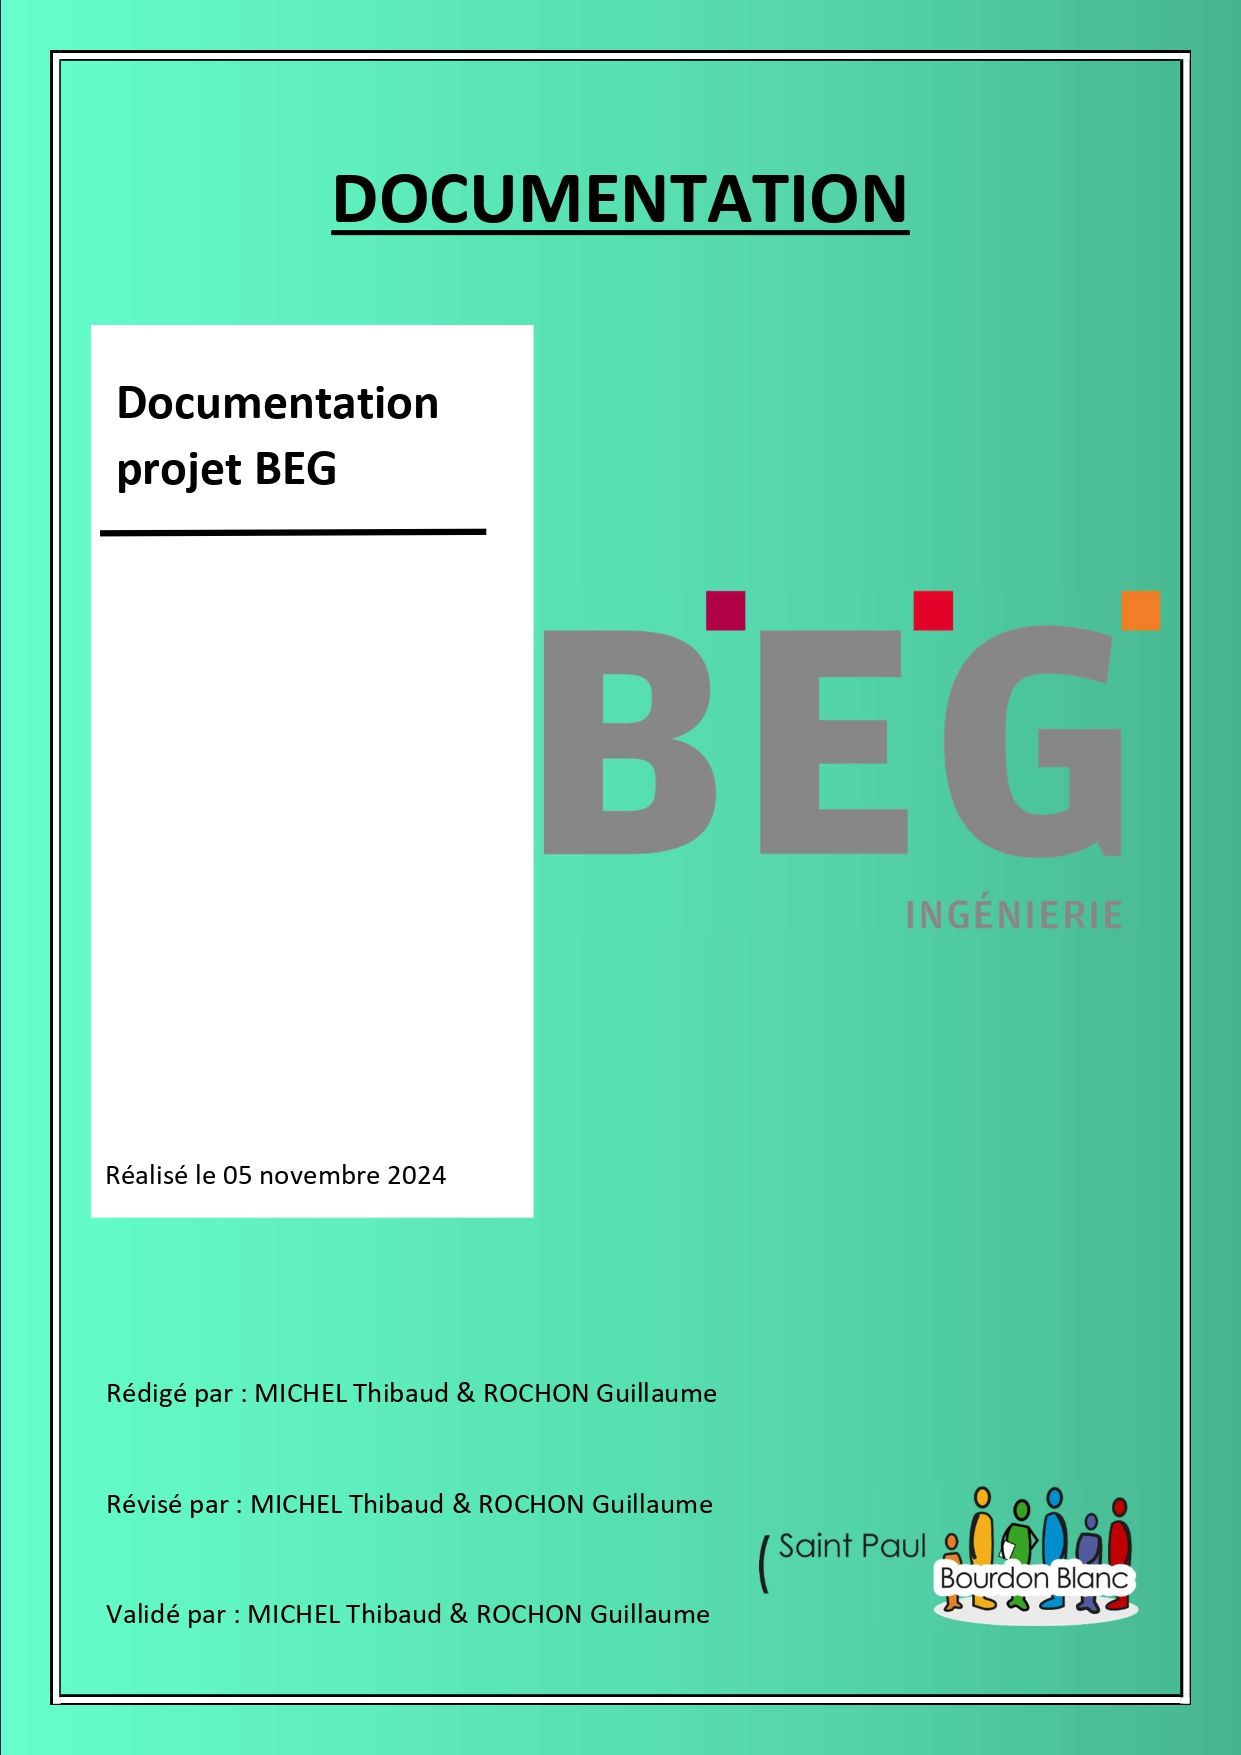 DOCUMENTATION
Documentation
projet BEG
BEG
INGÉNIERIE
Réalisé le 05 novembre 2024
Rédigé par : MICHEL Thibaud & ROCHON Guillaume
Révisé par : MICHEL Thibaud & ROCHON Guillaume
Validé par : MICHEL Thibaud & ROCHON Guillaume
( Saint Paul
Bourdon Blanc